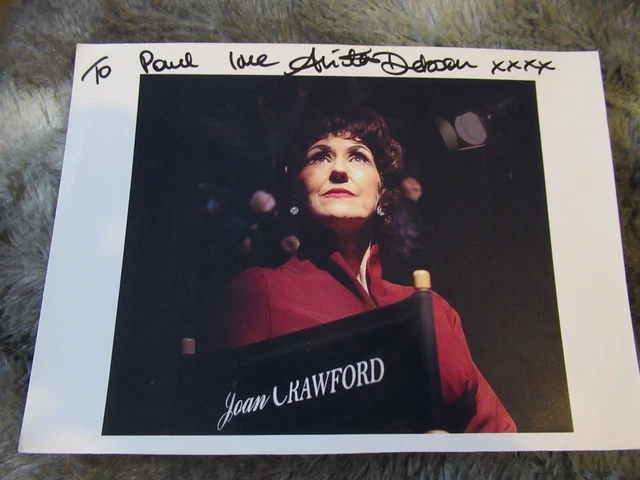 To Paul love Anita Dobson xxxx
Joan CRAWFORD